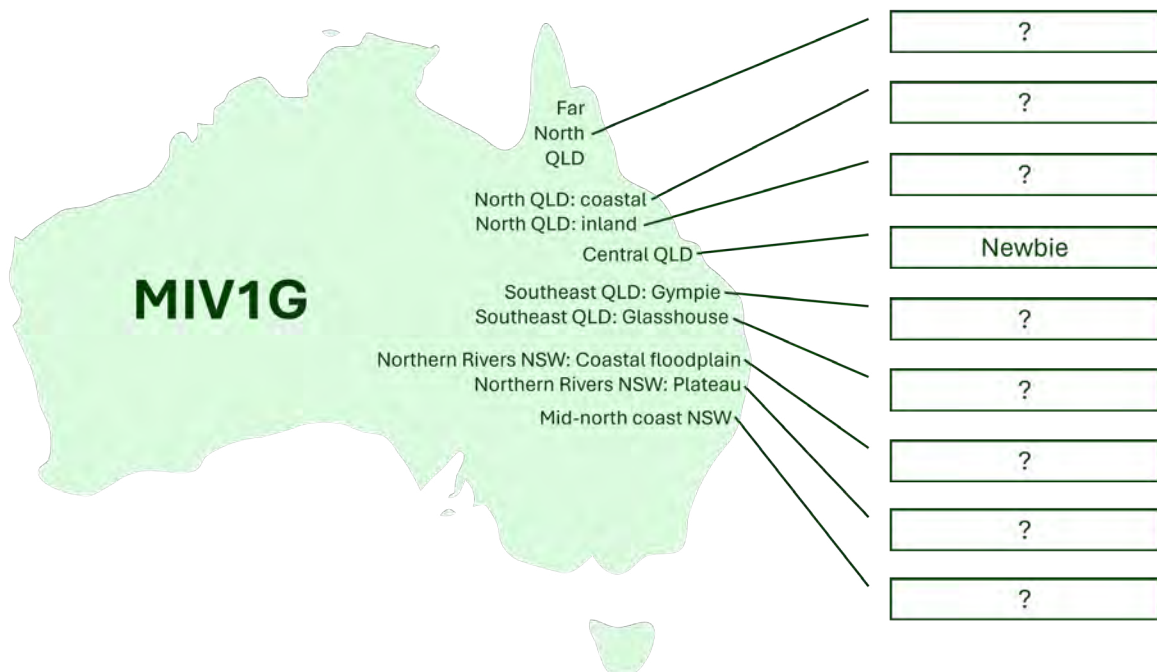 ?
Far
North
QLD
?
?
North QLD: coastal
North QLD: inland
Central QLD
Newbie
MIV1G
Southeast QLD: Gympie
Southeast QLD: Glasshouse
?
?
Northern Rivers NSW: Coastal floodplain
Northern Rivers NSW: Plateau
Mid-north coast NSW
?
?
?